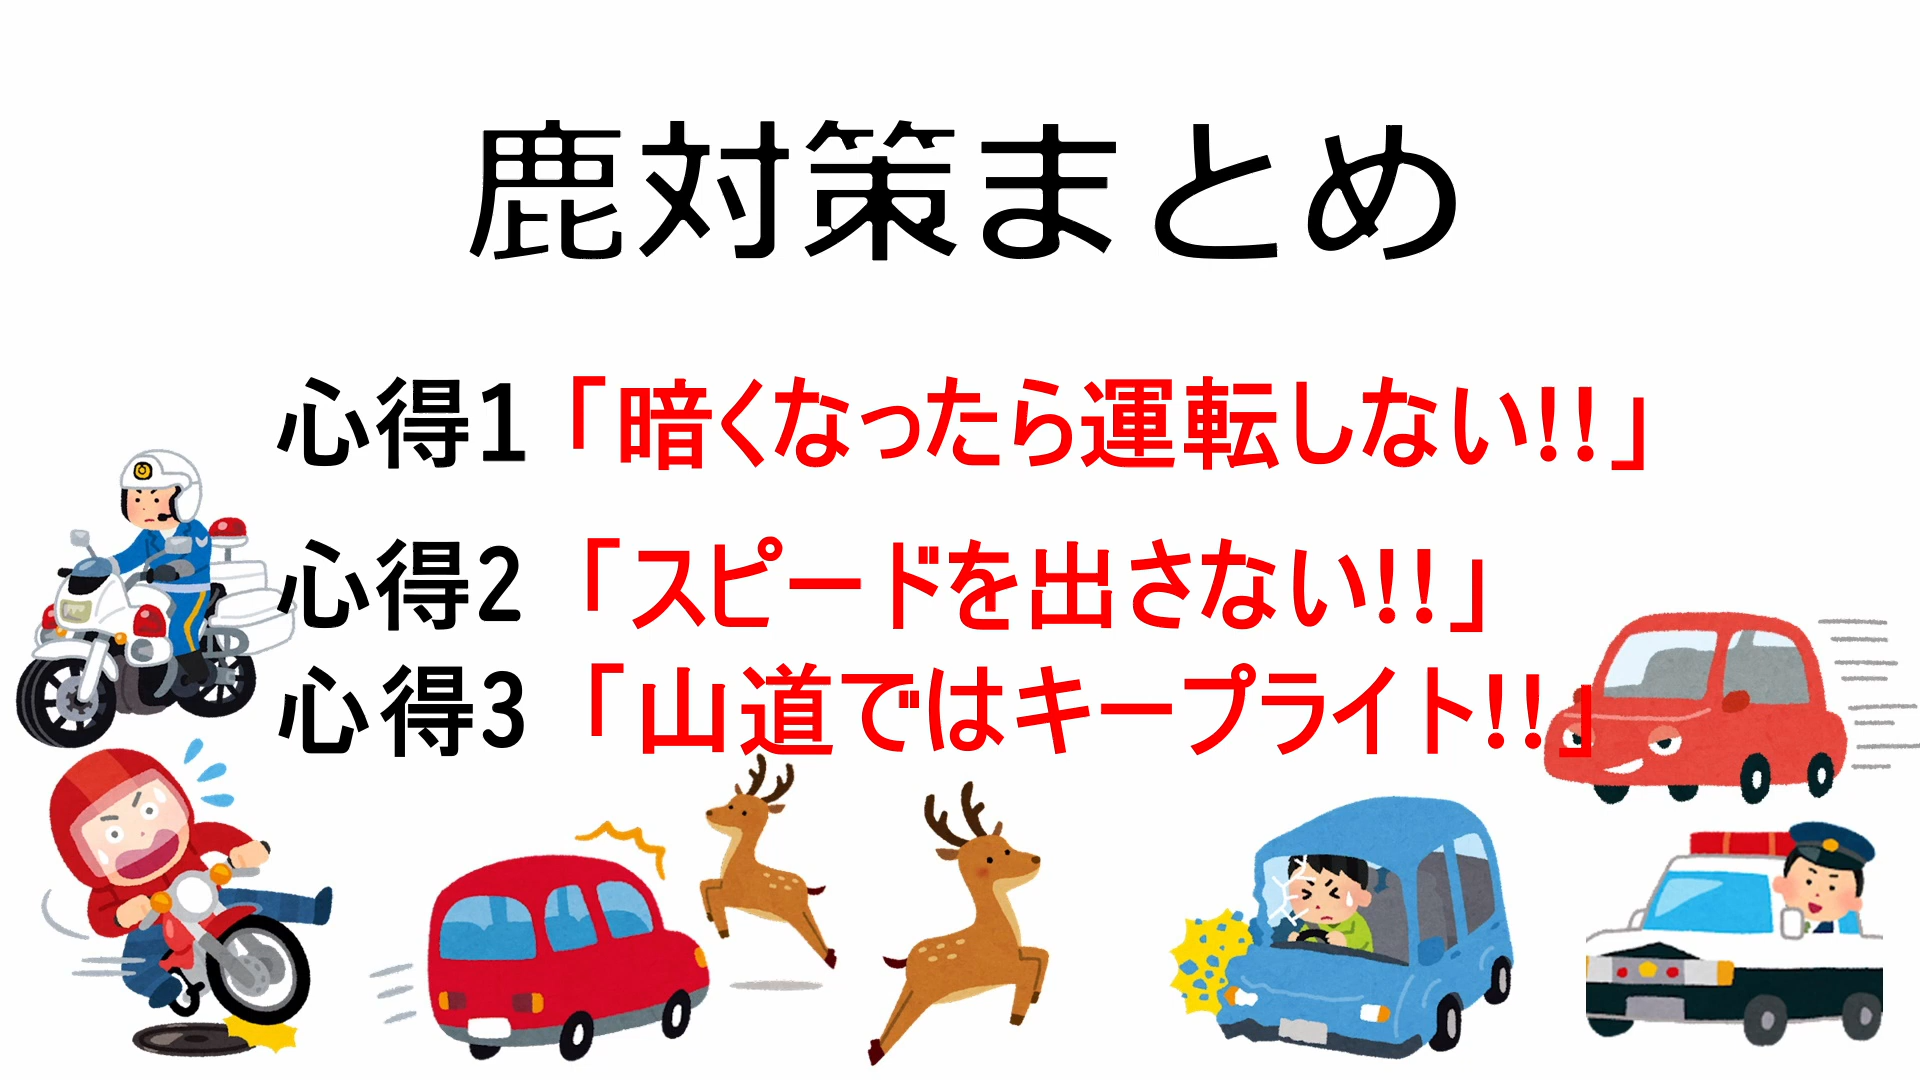 鹿対策まとめ
心得1「暗くなったら運転しない!!」
心得2「スピードを出さない!!」
心得3「山道ではキープライト!!」